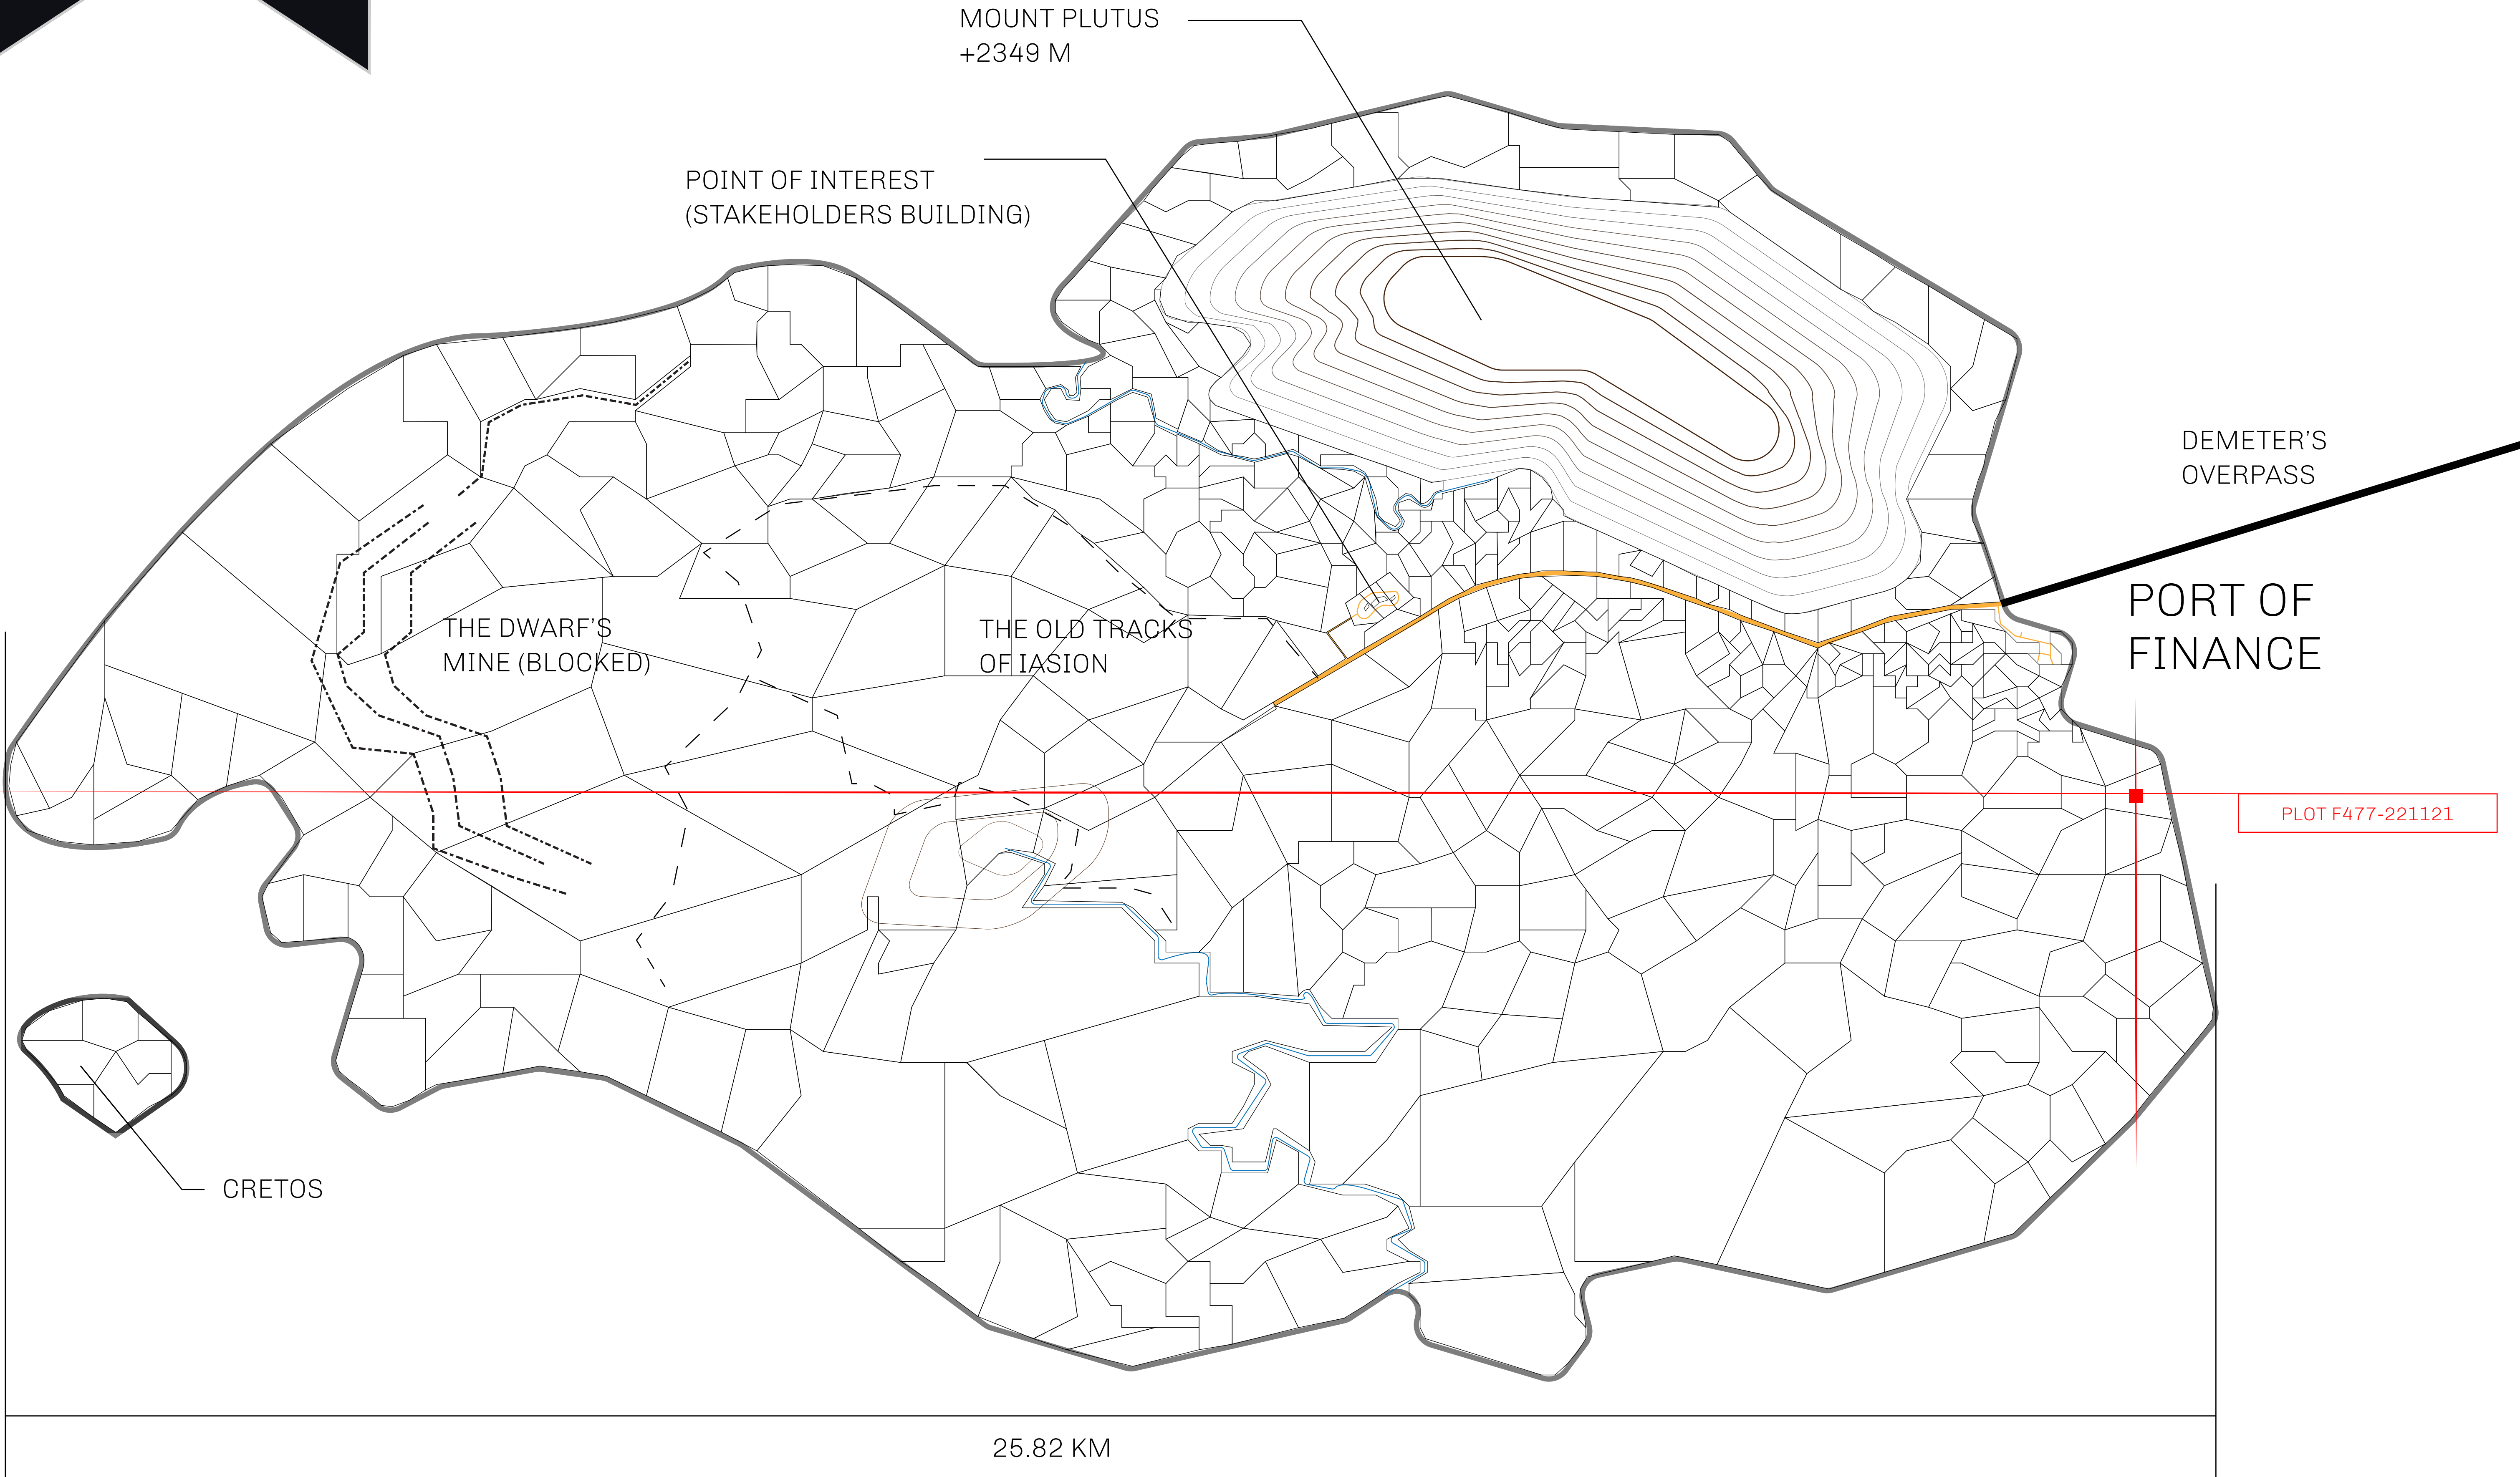 MOUNT PLUTUS
+2349 M
POINT OF INTEREST
(STAKEHOLDERS BUILDING)
DEMETER'S
OVERPASS
PORT OF
FINANCE
THE DWARF'S
MINE (BLOCKED)
THE OLD TRACKS
OF IASION
PLOT F477-221121
CRETOS
25.82 KM